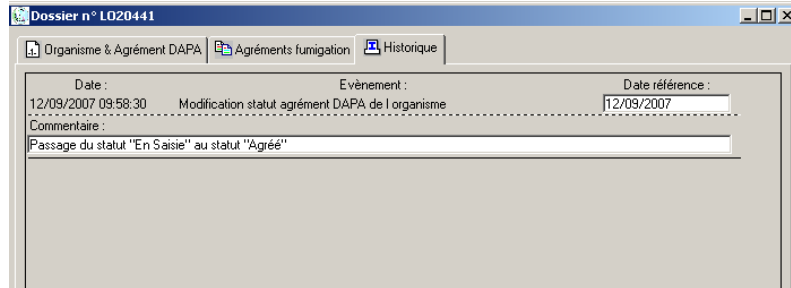 Dossier n° LO20441
Organisme & Agrément DAPA Agréments fumigation Historique
Date : Evènement : Date référence :
12/09/2007 09:58:30 Modification statut agrément DAPA de l organisme 12/09/2007
Commentaire :
Passage du statut "En Saisie" au statut "Agréé"